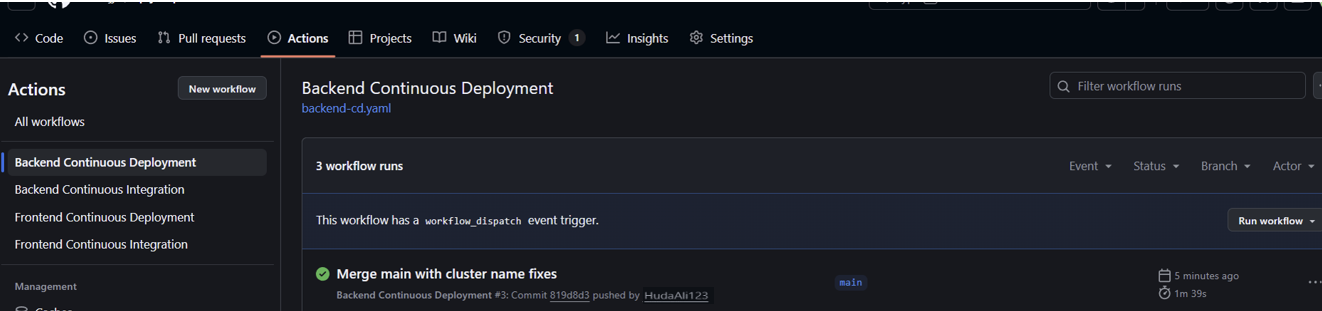 Code Issues Pull requests Actions Projects Wiki Security 1 Insights Settings
Actions New workflow
All workflows
Backend Continuous Deployment
Backend Continuous Integration
Frontend Continuous Deployment
Frontend Continuous Integration
Management
Backend Continuous Deployment
backend-cd.yaml
Filter workflow runs
3 workflow runs Event Status Branch Actor
This workflow has a workflow_dispatch event trigger. Run workflow
Merge main with cluster name fixes
main
5 minutes ago
Backend Continuous Deployment #3: Commit 819d8d3 pushed by HudaAli123
1m 39s